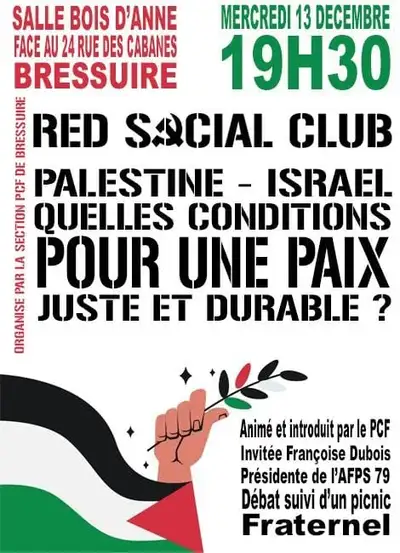 SALLE BOIS D'ANNE
FACE AU 24 RUE DES CABANES
BRESSUIRE
MERCREDI 13 DECEMBRE
19H30
ORGANISE PAR LA SECTION PCF DE BRESSUIRE
RED SOCIAL CLUB
PALESTINE - ISRAEL
QUELLES CONDITIONS
POUR UNE PAIX
JUSTE ET DURABLE ?
Animé et introduit par le PCF
Invitée Françoise Dubois
Présidente de l'AFPS 79
Débat suivi d'un picnic
Fraternel